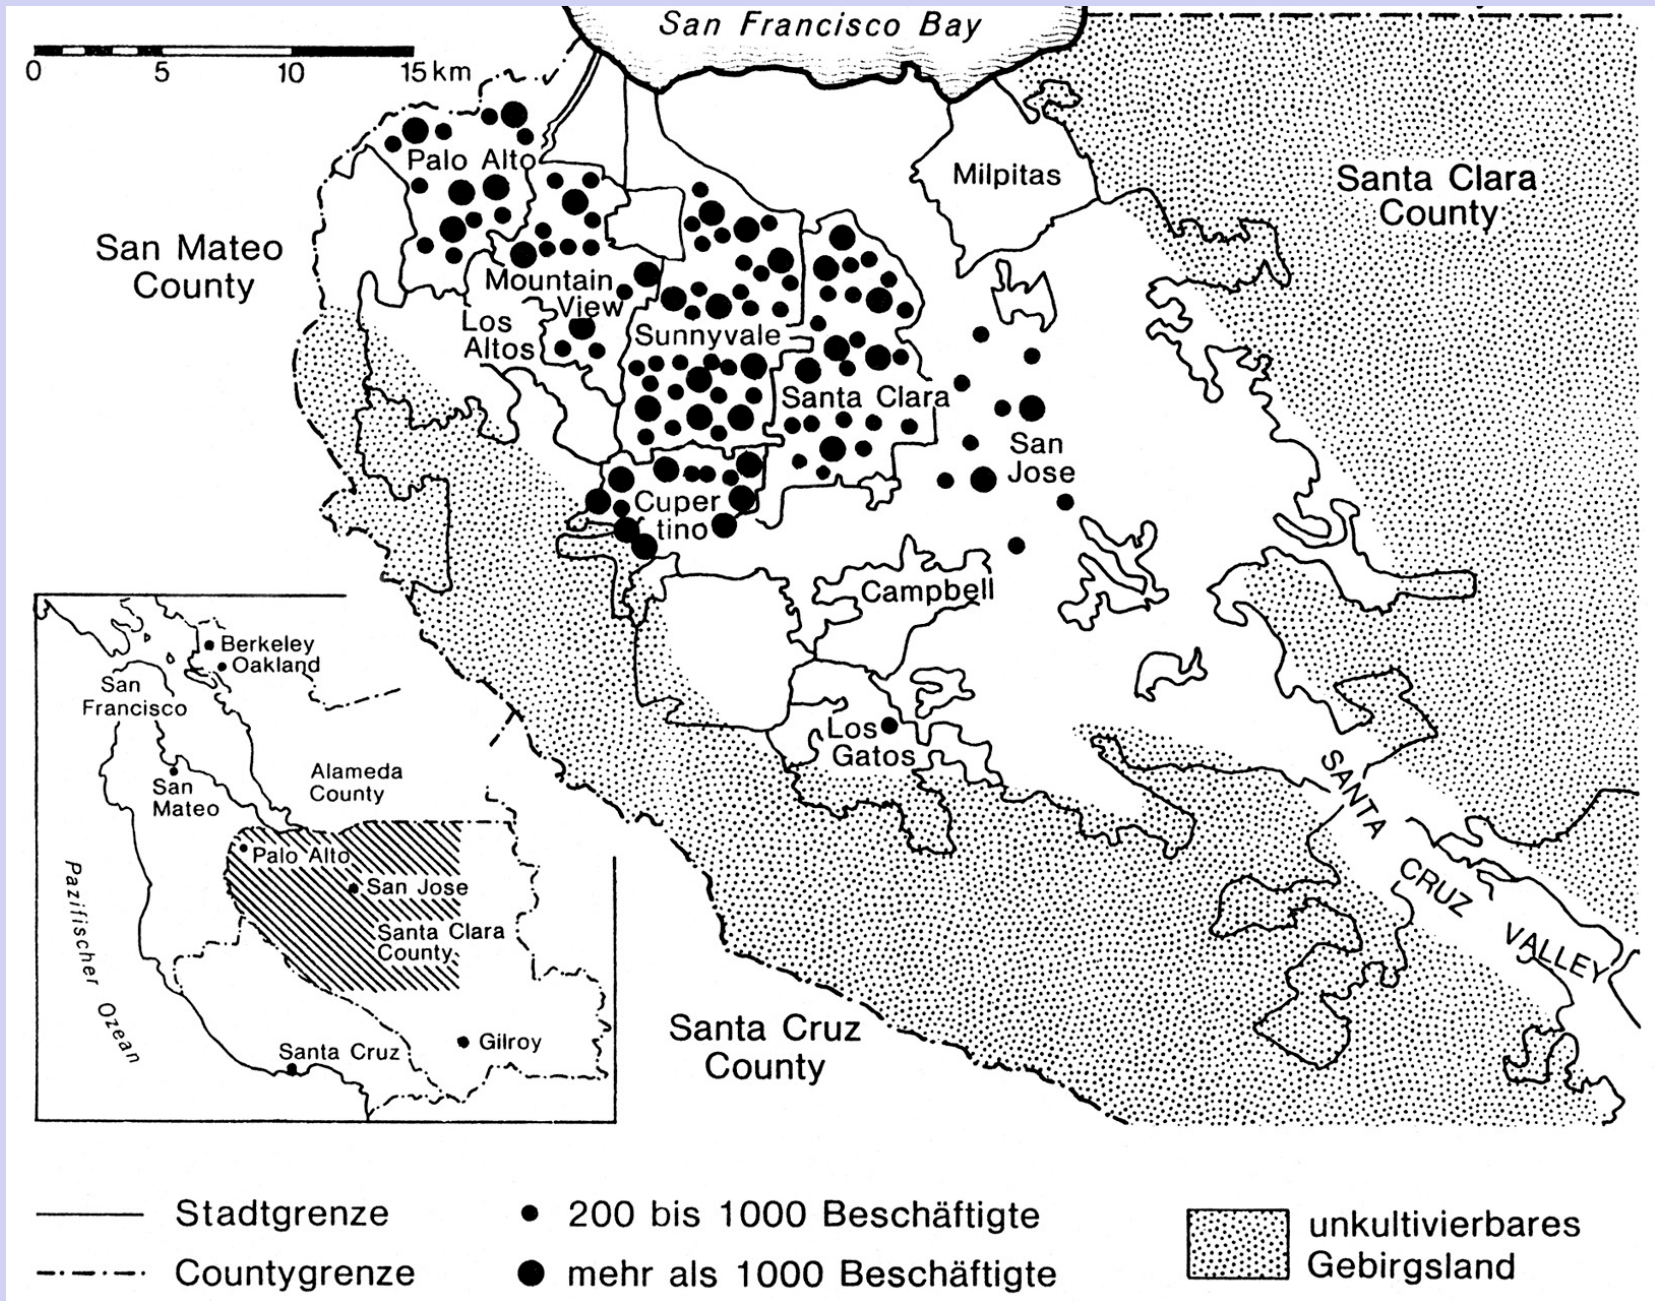 San Francisco Bay
0 5 10 15 km
Palo Alto
Milpitas
Santa Clara
County
San Mateo
County
Mountain
View
Los
Altos
Sunnyvale
Santa Clara
San
Jose
Cuper
tino
Campbell
Los
Gatos
SANTA
CRUZ
VALLEY
Santa Cruz
County
Berkeley
Oakland
San
Francisco
Alameda
County
San
Mateo
Palo Alto
San Jose
Santa Clara
County
Pazifischer Ozean
Gilroy
Santa Cruz
Stadtgrenze
Countygrenze
200 bis 1000 Beschäftigte
mehr als 1000 Beschäftigte
unkultivierbares
Gebirgsland